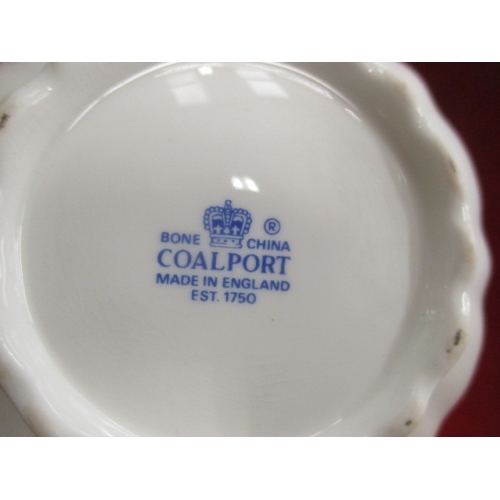 ®
BONE CHINA
COALPORT
MADE IN ENGLAND
EST. 1750